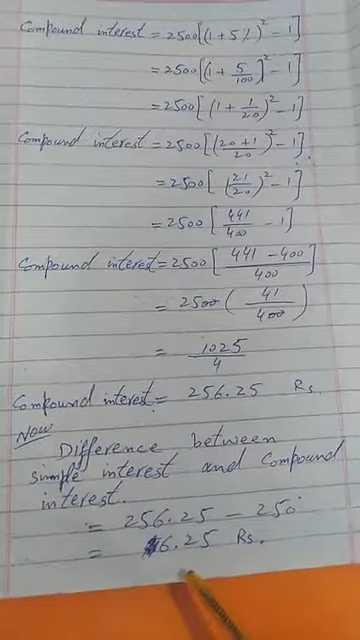 Compound interest = 2500[(1+5%)² - 1]
= 2500[(1 + 5/100)² - 1]
= 2500[(1 + 1/20)² - 1]
Compound interest = 2500[(20+1/20)² - 1]
= 2500[(21/20)² - 1]
= 2500[441/400 - 1]
Compound interest = 2500[441 - 400/400]
= 2500(41/400)
= 1025/4
Compound interest = 256.25 Rs.
Now
Difference between
simple interest and Compound
interest.
= 256.25 - 250
= 6.25 Rs.